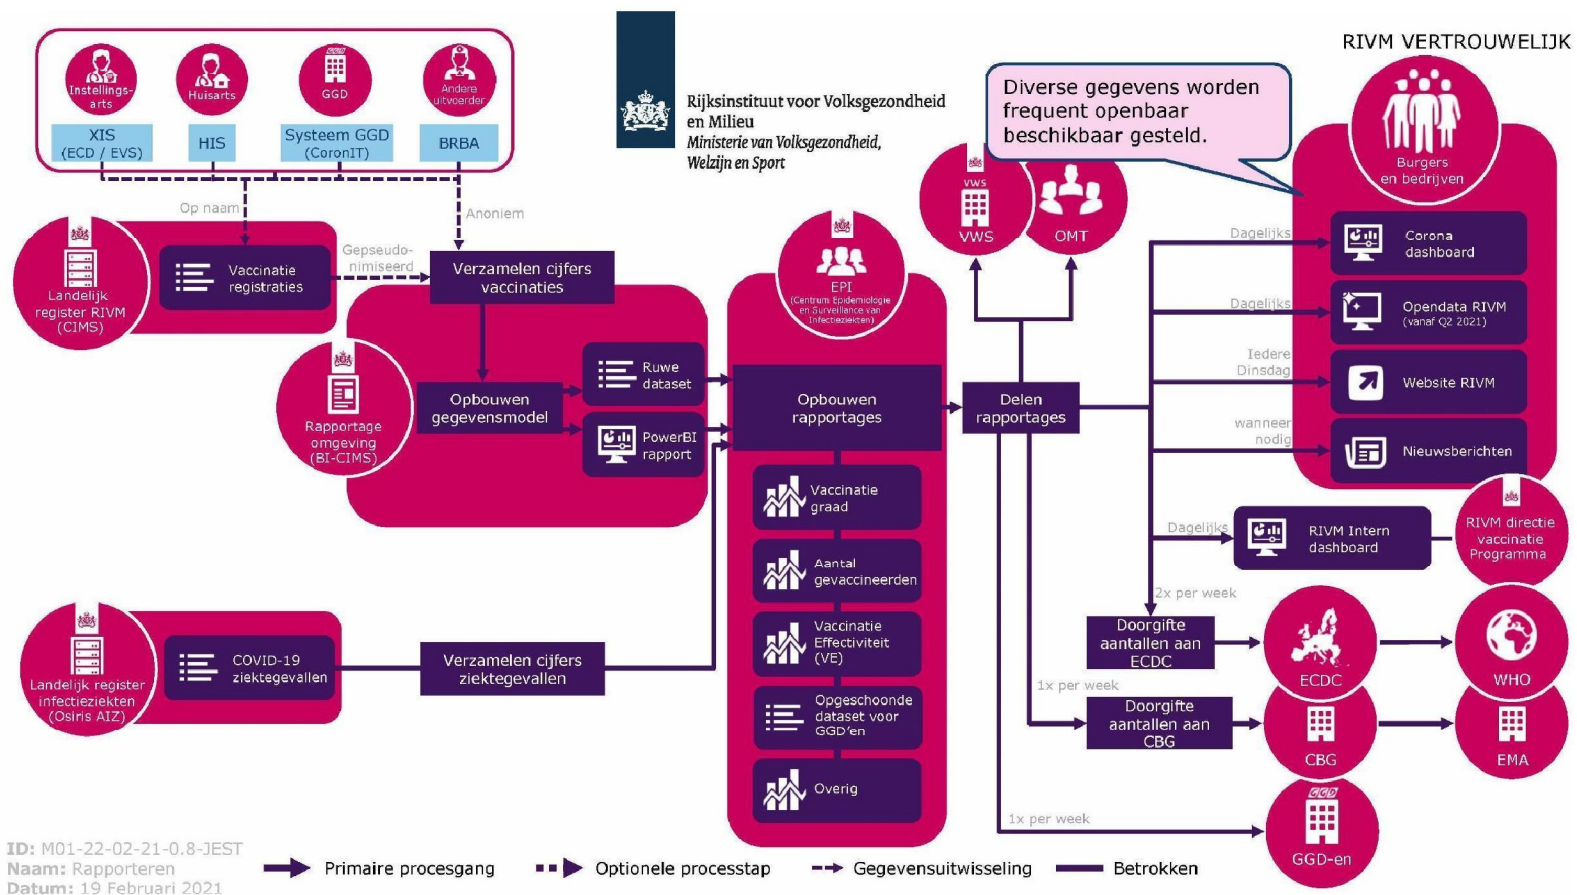 RIVM VERTROUWELIJK
Instellings-
arts
Huisarts
GGD
GGD
Andere
uitvoerder
XIS
(ECD / EVS)
HIS
Systeem GGD
(CoronIT)
BRBA
Rijksinstituut voor Volksgezondheid
en Milieu
Ministerie van Volksgezondheid,
Welzijn en Sport
Diverse gegevens worden
frequent openbaar
beschikbaar gesteld.
Burgers
en bedrijven
Op naam
Anoniem
Landelijk
register RIVM
(CIMS)
Vaccinatie
registraties
Gepseudo-
nimiseerd
Verzamelen cijfers
vaccinaties
Rapportage
omgeving
(BI-CIMS)
Opbouwen
gegevensmodel
Ruwe
dataset
PowerBI
rapport
EPI
(Centrum Epidemiologie
en Surveillance van
Infectieziekten)
Opbouwen
rapportages
Vaccinatie
graad
Aantal
gevaccineerden
Vaccinatie
Effectiviteit
(VE)
Opgeschoonde
dataset voor
GGD'en
Overig
vws
VWS
OMT
Delen
rapportages
Dagelijks
Corona
dashboard
Dagelijks
Opendata RIVM
(vanaf Q2 2021)
Iedere
Dinsdag
Website RIVM
wanneer
nodig
Nieuwsberichten
Dagelijks
RIVM Intern
dashboard
RIVM directie
vaccinatie
Programma
2x per week
Doorgifte
aantallen aan
ECDC
ECDC
WHO
1x per week
Doorgifte
aantallen aan
CBG
CBG
EMA
1x per week
GGD
GGD-en
Landelijk register
infectieziekten
(Osiris AIZ)
COVID-19
ziektegevallen
Verzamelen cijfers
ziektegevallen
ID: M01-22-02-21-0.8-JEST
Naam: Rapporteren
Datum: 19 Februari 2021
Primaire procesgang
Optionele processtap
Gegevensuitwisseling
Betrokken